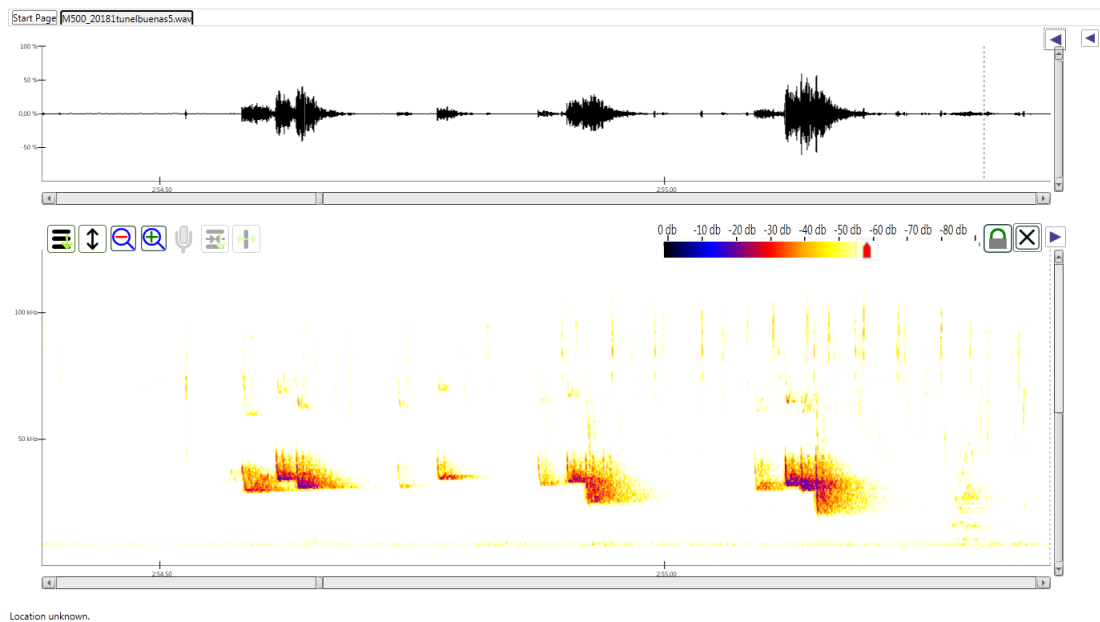 Start Page M500_20181tunelbuenas5.wav
100 %
50 %
0.00 %
-50 %
2:54.50 2:55.00
0 db -10 db -20 db -30 db -40 db -50 db -60 db -70 db -80 db
100 kHz
50 kHz
2:54.50 2:55.00
Location unknown.